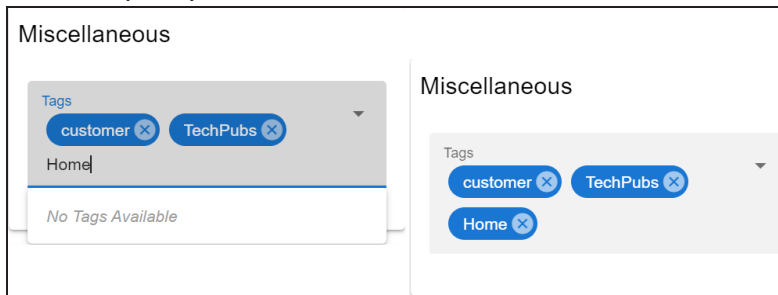 Miscellaneous
Tags
customer TechPubs
Home
No Tags Available
Miscellaneous
Tags
customer TechPubs
Home